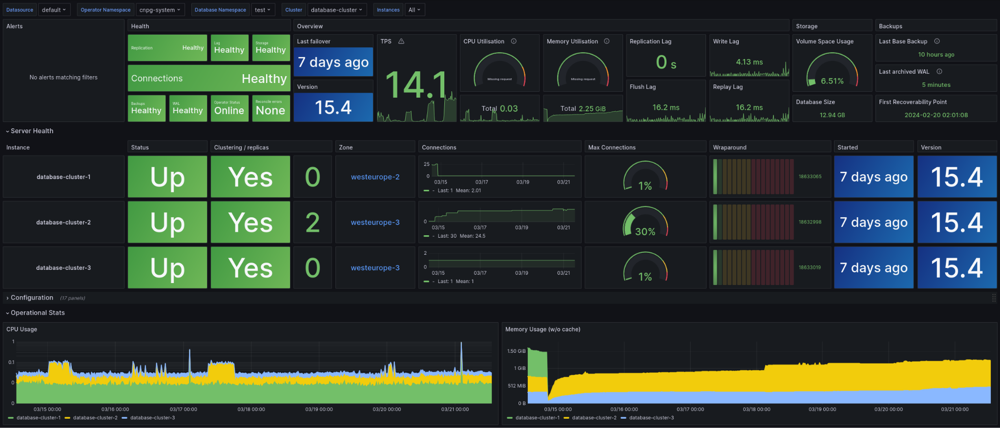 Datasource default Operator Namespace cnpg-system Database Namespace test Cluster database-cluster Instances All
Alerts
No alerts matching filters
Health
Replication Healthy
Lag
Healthy
Storage
Healthy
Connections Healthy
Backups
Healthy
WAL
Healthy
Operator Status
Online
Reconcile errors
None
Overview
Last failover
7 days ago
Version
15.4
TPS
14.1
CPU Utilisation
Missing request
Total 0.03
Memory Utilisation
Missing request
Total 2.25 GiB
Replication Lag
0 s
Write Lag
4.13 ms
Flush Lag
16.2 ms
Replay Lag
16.2 ms
Storage
Volume Space Usage
6.51%
Database Size
12.94 GB
Backups
Last Base Backup
10 hours ago
Last archived WAL
5 minutes
First Recoverability Point
2024-02-20 02:01:08
Server Health
Instance Status Clustering / replicas Zone Connections Max Connections Wraparound Started Version
database-cluster-1 Up Yes 0 westeurope-2
25
0
03/15 03/17 03/19 03/21
- Last: 1 Mean: 2.01
1% 18633065 7 days ago 15.4
database-cluster-2 Up Yes 2 westeurope-3
0
03/15 03/17 03/19 03/21
- Last: 30 Mean: 24.5
30% 18632998 7 days ago 15.4
database-cluster-3 Up Yes 0 westeurope-3
2
0
03/15 03/17 03/19 03/21
- Last: 1 Mean: 1
1% 18633019 7 days ago 15.4
Configuration (17 panels)
Operational Stats
CPU Usage
1
0.1
0
0
03/15 00:00 03/16 00:00 03/17 00:00 03/18 00:00 03/19 00:00 03/20 00:00 03/21 00:00
database-cluster-1 database-cluster-2 database-cluster-3
Memory Usage (w/o cache)
1.50 GiB
1 GiB
512 MiB
0 B
03/15 00:00 03/16 00:00 03/17 00:00 03/18 00:00 03/19 00:00 03/20 00:00 03/21 00:00
database-cluster-1 database-cluster-2 database-cluster-3